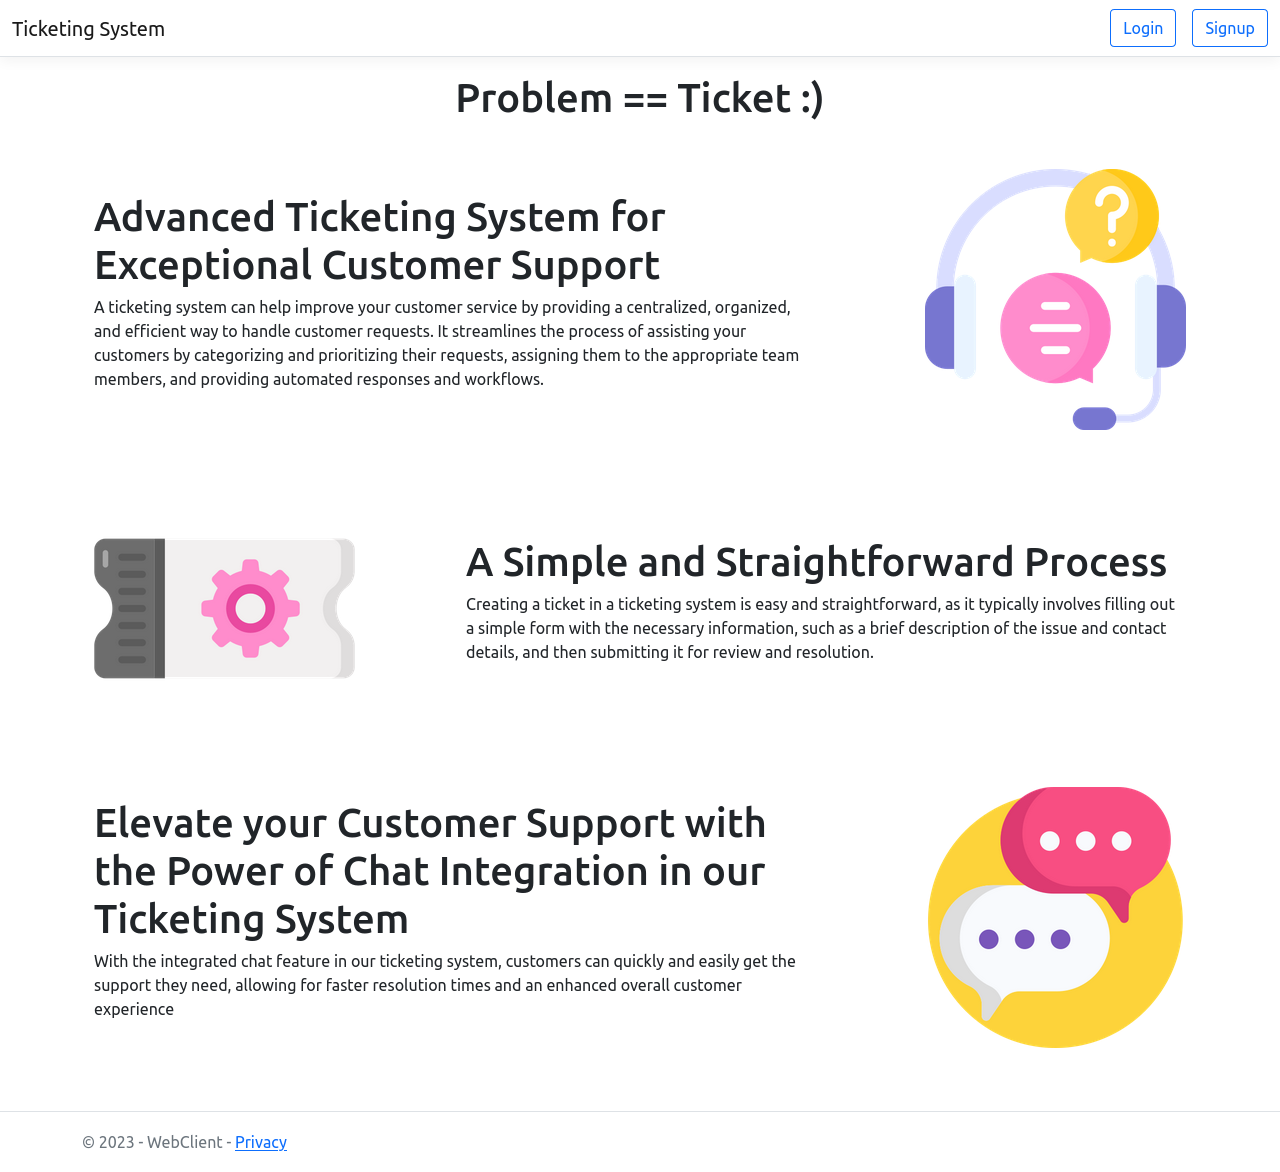 Ticketing System
Login
Signup
Problem == Ticket :)
Advanced Ticketing System for
Exceptional Customer Support
A ticketing system can help improve your customer service by providing a centralized, organized,
and efficient way to handle customer requests. It streamlines the process of assisting your
customers by categorizing and prioritizing their requests, assigning them to the appropriate team
members, and providing automated responses and workflows.
?
A Simple and Straightforward Process
Creating a ticket in a ticketing system is easy and straightforward, as it typically involves filling out
a simple form with the necessary information, such as a brief description of the issue and contact
details, and then submitting it for review and resolution.
Elevate your Customer Support with
the Power of Chat Integration in our
Ticketing System
With the integrated chat feature in our ticketing system, customers can quickly and easily get the
support they need, allowing for faster resolution times and an enhanced overall customer
experience
© 2023 - WebClient - Privacy